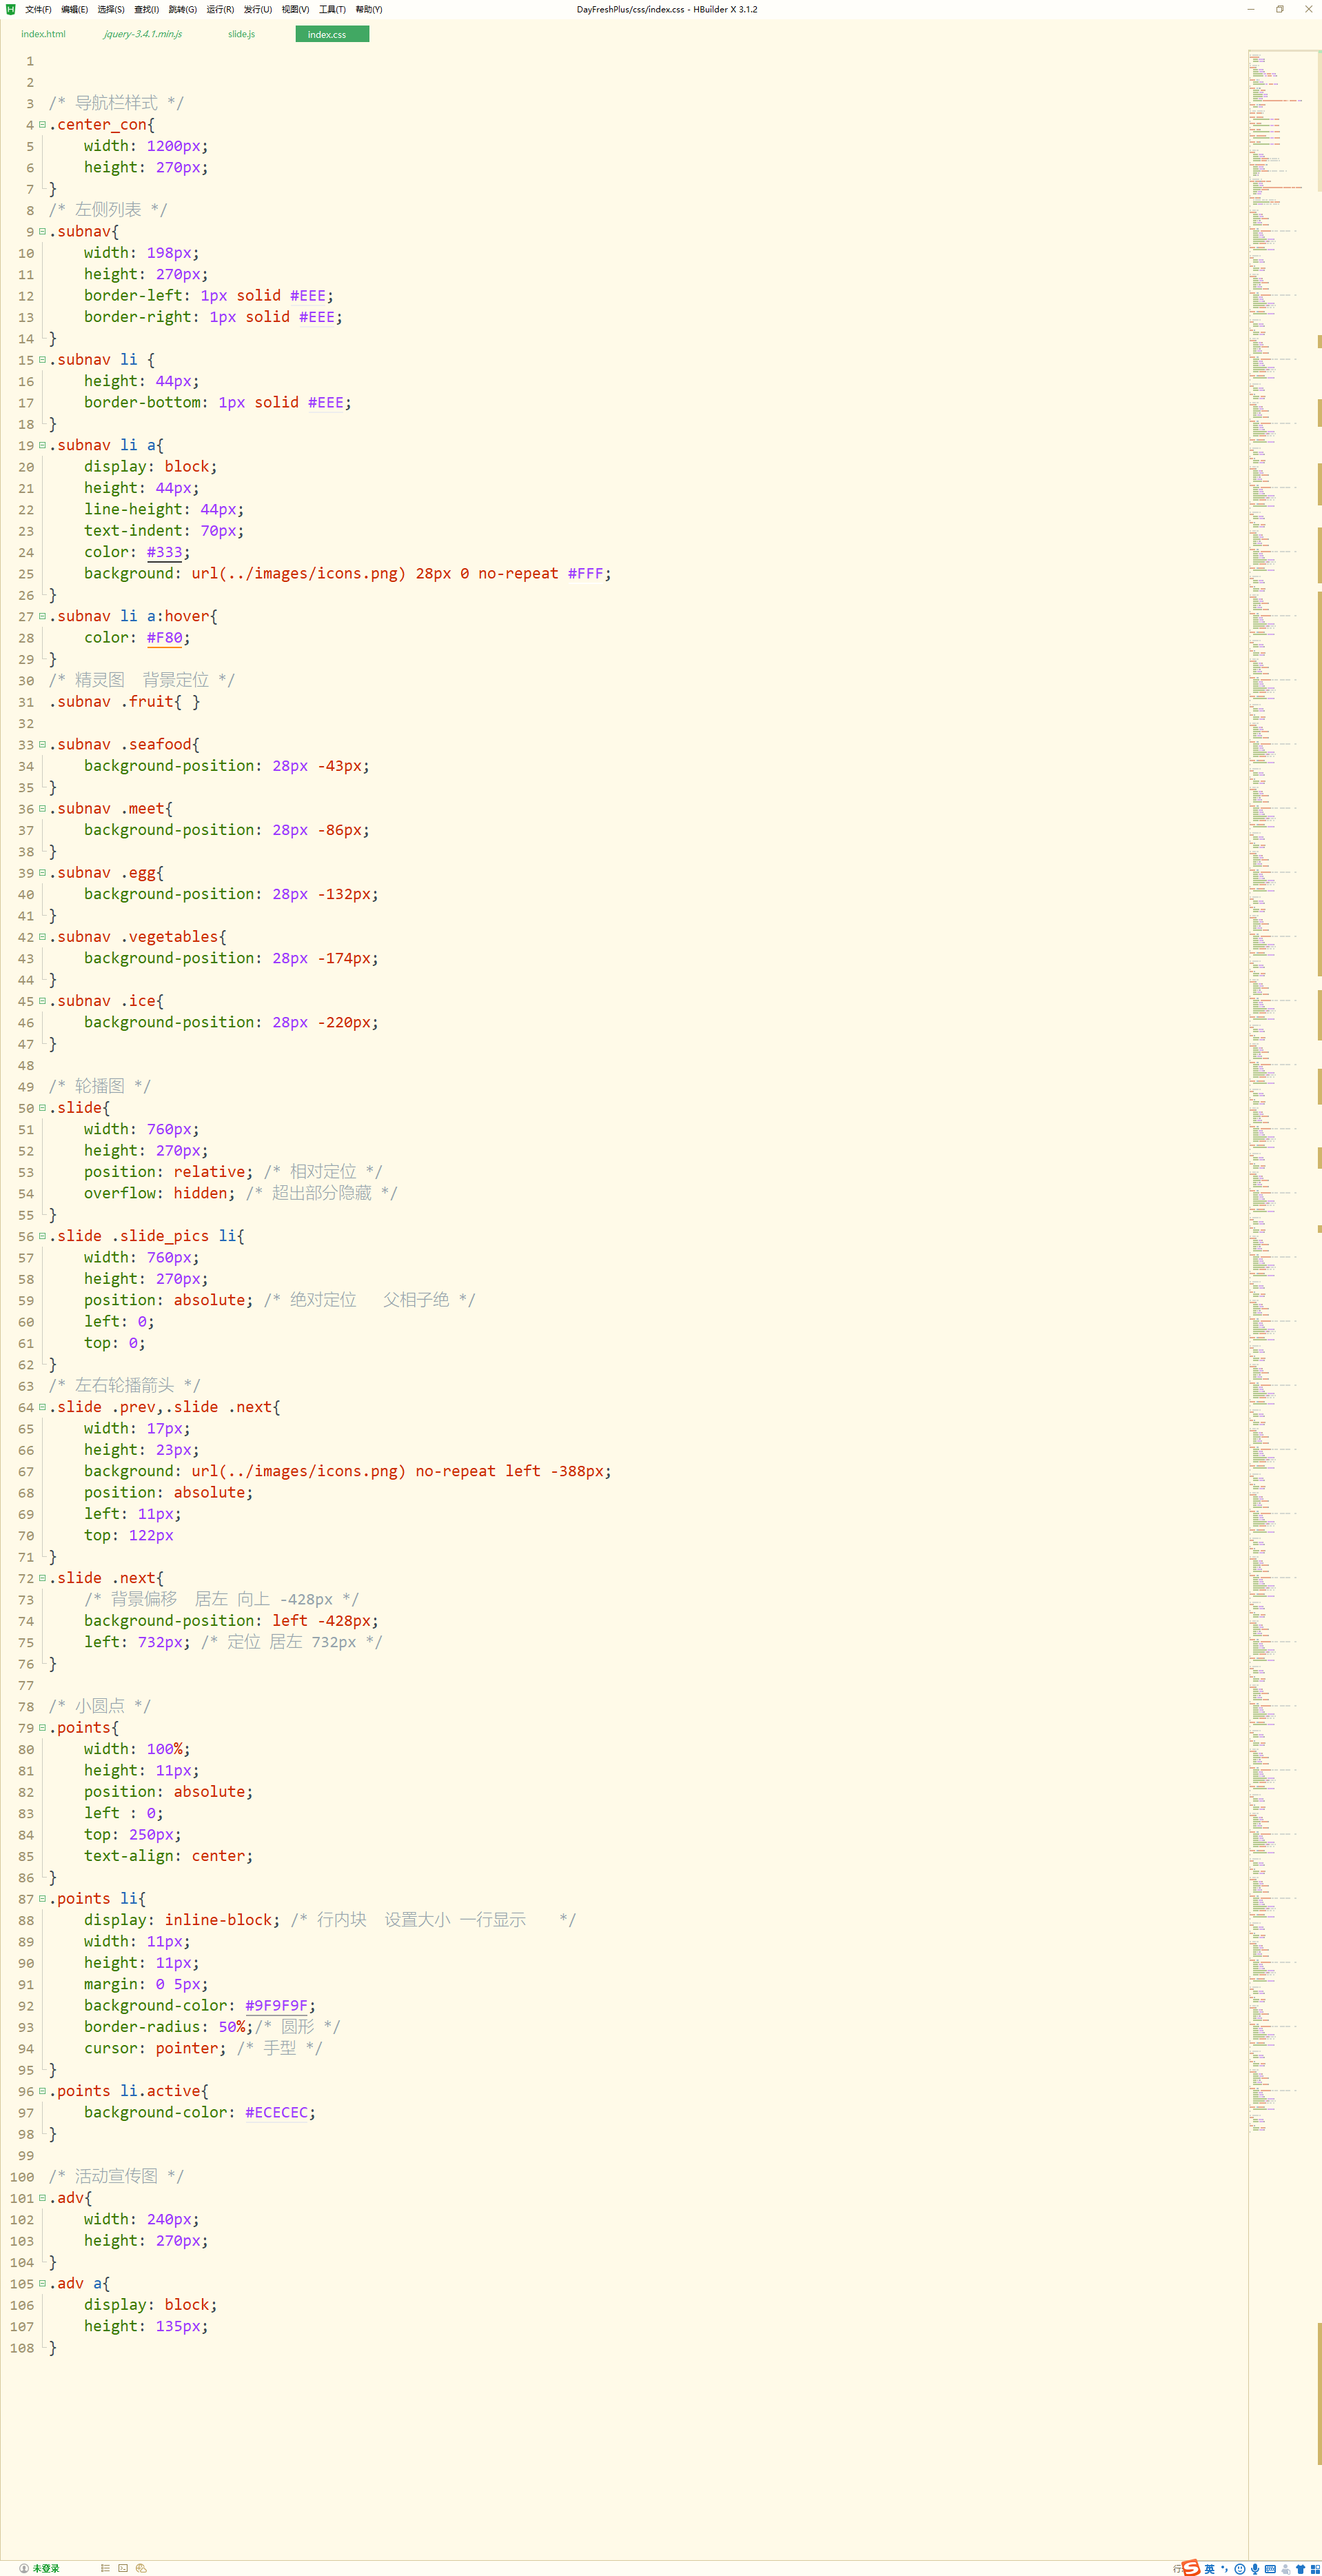 文件(F) 编辑(E) 选择(S) 查找(I) 跳转(G) 运行(R) 发行(U) 视图(V) 工具(T) 帮助(Y) DayFreshPlus/css/index.css - HBuilder X 3.1.2
index.html jquery-3.4.1.min.js slide.js index.css
1
2
3 /* 导航栏样式 */
4 .center_con{
5 width: 1200px;
6 height: 270px;
7 }
8 /* 左侧列表 */
9 .subnav{
10 width: 198px;
11 height: 270px;
12 border-left: 1px solid #EEE;
13 border-right: 1px solid #EEE;
14 }
15 .subnav li {
16 height: 44px;
17 border-bottom: 1px solid #EEE;
18 }
19 .subnav li a{
20 display: block;
21 height: 44px;
22 line-height: 44px;
23 text-indent: 70px;
24 color: #333;
25 background: url(../images/icons.png) 28px 0 no-repeat #FFF;
26 }
27 .subnav li a:hover{
28 color: #F80;
29 }
30 /* 精灵图  背景定位 */
31 .subnav .fruit{ }
32
33 .subnav .seafood{
34 background-position: 28px -43px;
35 }
36 .subnav .meet{
37 background-position: 28px -86px;
38 }
39 .subnav .egg{
40 background-position: 28px -132px;
41 }
42 .subnav .vegetables{
43 background-position: 28px -174px;
44 }
45 .subnav .ice{
46 background-position: 28px -220px;
47 }
48
49 /* 轮播图 */
50 .slide{
51 width: 760px;
52 height: 270px;
53 position: relative; /* 相对定位 */
54 overflow: hidden; /* 超出部分隐藏 */
55 }
56 .slide .slide_pics li{
57 width: 760px;
58 height: 270px;
59 position: absolute; /* 绝对定位   父相子绝 */
60 left: 0;
61 top: 0;
62 }
63 /* 左右轮播箭头 */
64 .slide .prev,.slide .next{
65 width: 17px;
66 height: 23px;
67 background: url(../images/icons.png) no-repeat left -388px;
68 position: absolute;
69 left: 11px;
70 top: 122px
71 }
72 .slide .next{
73 /* 背景偏移  居左 向上 -428px */
74 background-position: left -428px;
75 left: 732px; /* 定位 居左 732px */
76 }
77
78 /* 小圆点 */
79 .points{
80 width: 100%;
81 height: 11px;
82 position: absolute;
83 left : 0;
84 top: 250px;
85 text-align: center;
86 }
87 .points li{
88 display: inline-block; /* 行内块  设置大小 一行显示    */
89 width: 11px;
90 height: 11px;
91 margin: 0 5px;
92 background-color: #9F9F9F;
93 border-radius: 50%;/* 圆形 */
94 cursor: pointer; /* 手型 */
95 }
96 .points li.active{
97 background-color: #ECECEC;
98 }
99
100 /* 活动宣传图 */
101 .adv{
102 width: 240px;
103 height: 270px;
104 }
105 .adv a{
106 display: block;
107 height: 135px;
108 }
未登录 行 英